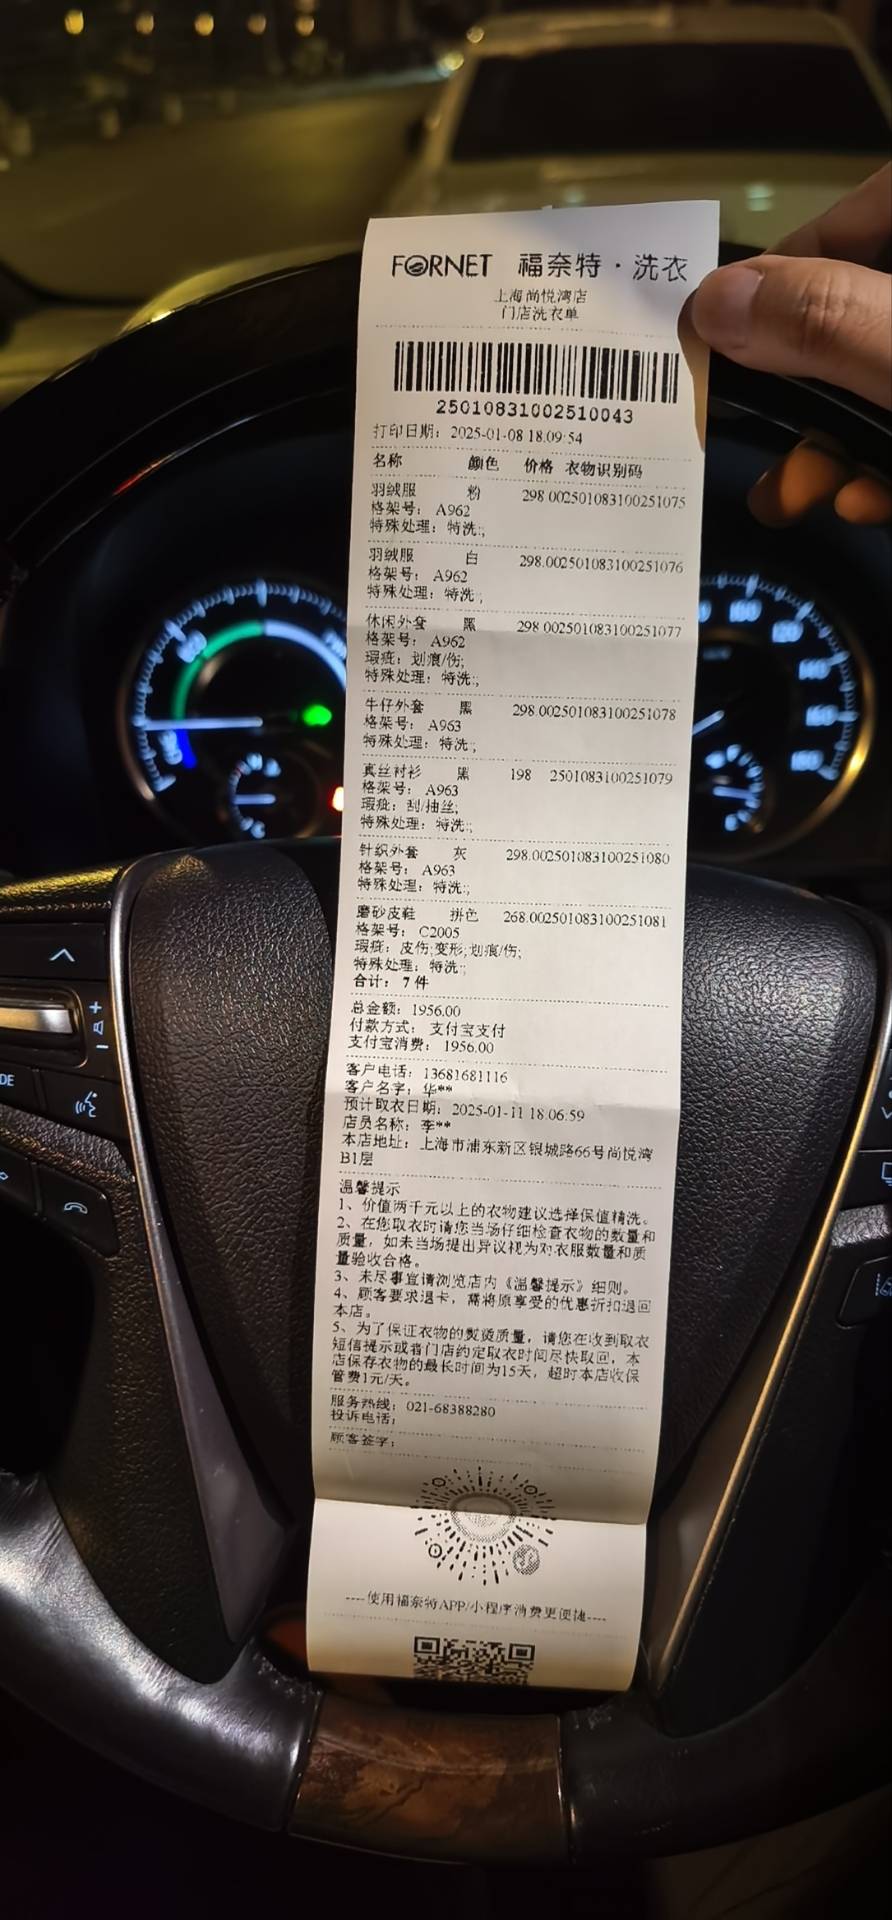 FORNET 福奈特·洗衣
上海尚悦湾店
门店洗衣单
25010831002510043
打印日期: 2025-01-08 18:09:54
名称 颜色 价格 衣物识别码
羽绒服 粉 298.002501083100251075
格架号: A962
特殊处理: 特洗:;
羽绒服 白 298.002501083100251076
格架号: A962
特殊处理: 特洗:;
休闲外套 黑 298.002501083100251077
格架号: A962
瑕疵: 划痕/伤;
特殊处理: 特洗:;
牛仔外套 黑 298.002501083100251078
格架号: A963
特殊处理: 特洗:;
真丝衬衫 黑 198 2501083100251079
格架号: A963
瑕疵: 刮/抽丝;
特殊处理: 特洗:;
针织外套 灰 298.002501083100251080
格架号: A963
特殊处理: 特洗:;
磨砂皮鞋 拼色 268.002501083100251081
格架号: C2005
瑕疵: 皮伤;变形;划痕/伤;
特殊处理: 特洗:;
合计: 7 件
总金额: 1956.00
付款方式: 支付宝支付
支付宝消费: 1956.00
客户电话: 13681681116
客户名字: 华**
预计取衣日期: 2025-01-11 18:06:59
店员名称: 李**
本店地址: 上海市浦东新区银城路66号尚悦湾
B1层
温馨提示
1、价值两千元以上的衣物建议选择保值精洗。
2、在您取衣时请您当场仔细检查衣物的数量和
质量,如未当场提出异议视为对衣服数量和质
量验收合格。
3、未尽事宜请浏览店内《温馨提示》细则。
4、顾客要求退卡,需将原享受的优惠折扣退回
本店。
5、为了保证衣物的熨烫质量,请您在收到取衣
短信提示或者门店约定取衣时间尽快取回,本
店保存衣物的最长时间为15天,超时本店收保
管费1元/天。
服务热线: 021-68388280
投诉电话:
顾客签字:
----使用福奈特APP/小程序消费更便捷----